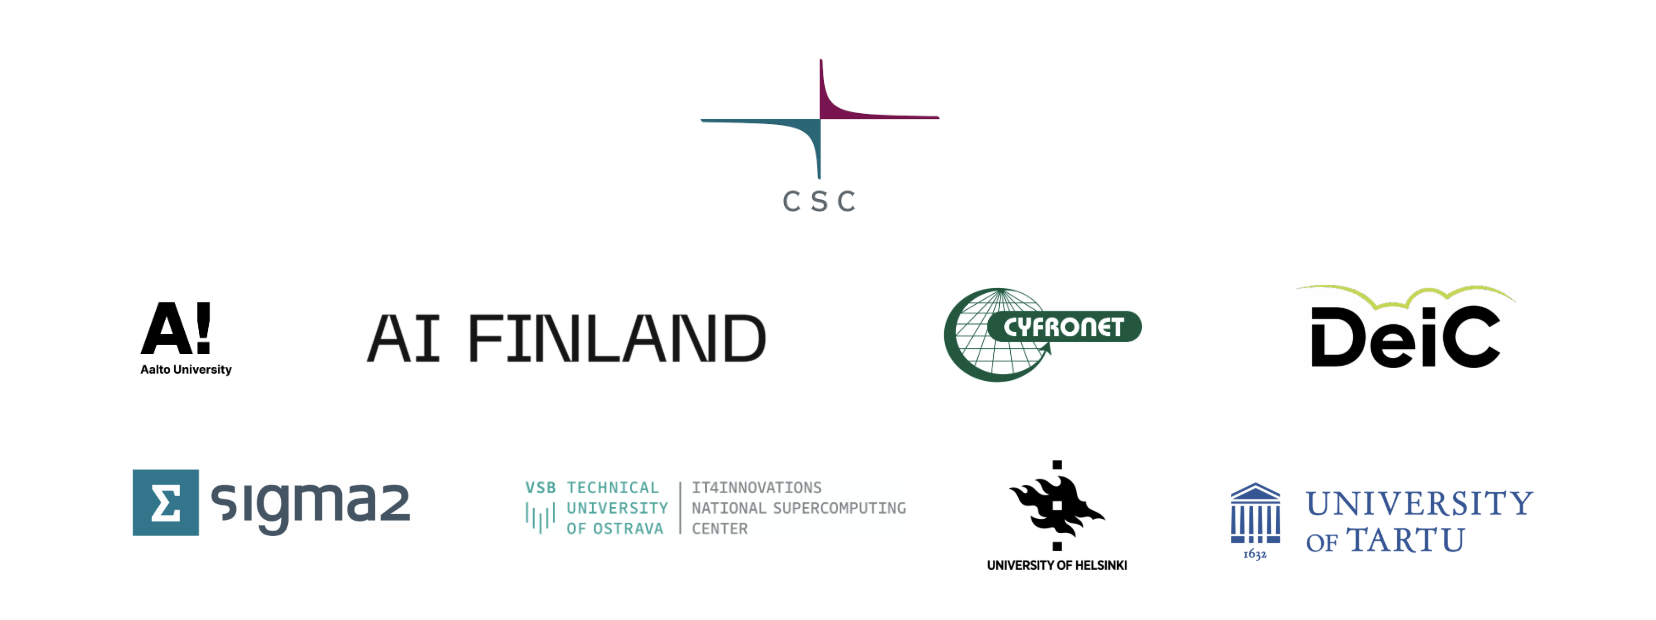 CSC
A!
Aalto University
AI FINLAND
CYFRONET
DeiC
Σ sigma2
VSB TECHNICAL
UNIVERSITY
OF OSTRAVA
IT4INNOVATIONS
NATIONAL SUPERCOMPUTING
CENTER
UNIVERSITY OF HELSINKI
1632
UNIVERSITY
OF TARTU